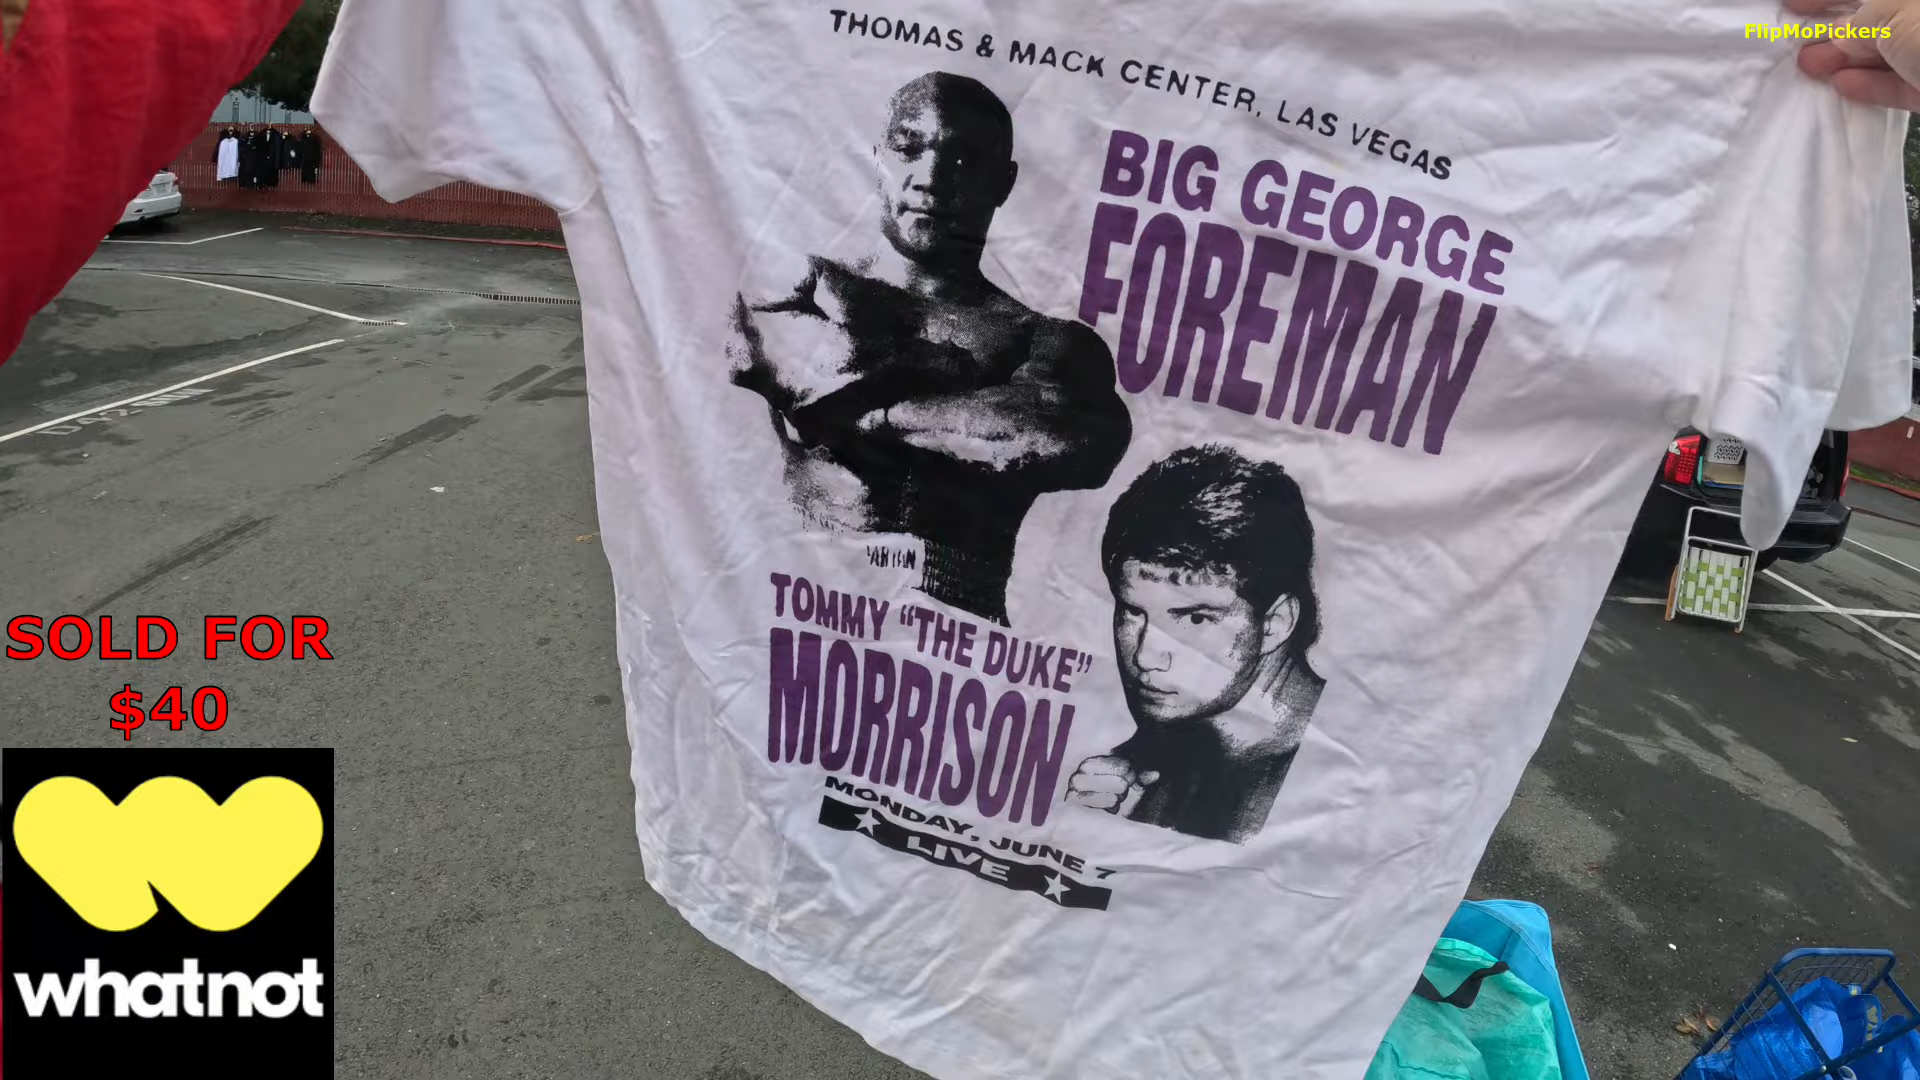 FlipMoPickers
THOMAS & MACK CENTER, LAS VEGAS
BIG GEORGE
FOREMAN
TOMMY "THE DUKE"
MORRISON
MONDAY, JUNE 7
LIVE
SOLD FOR
$40
whatnot